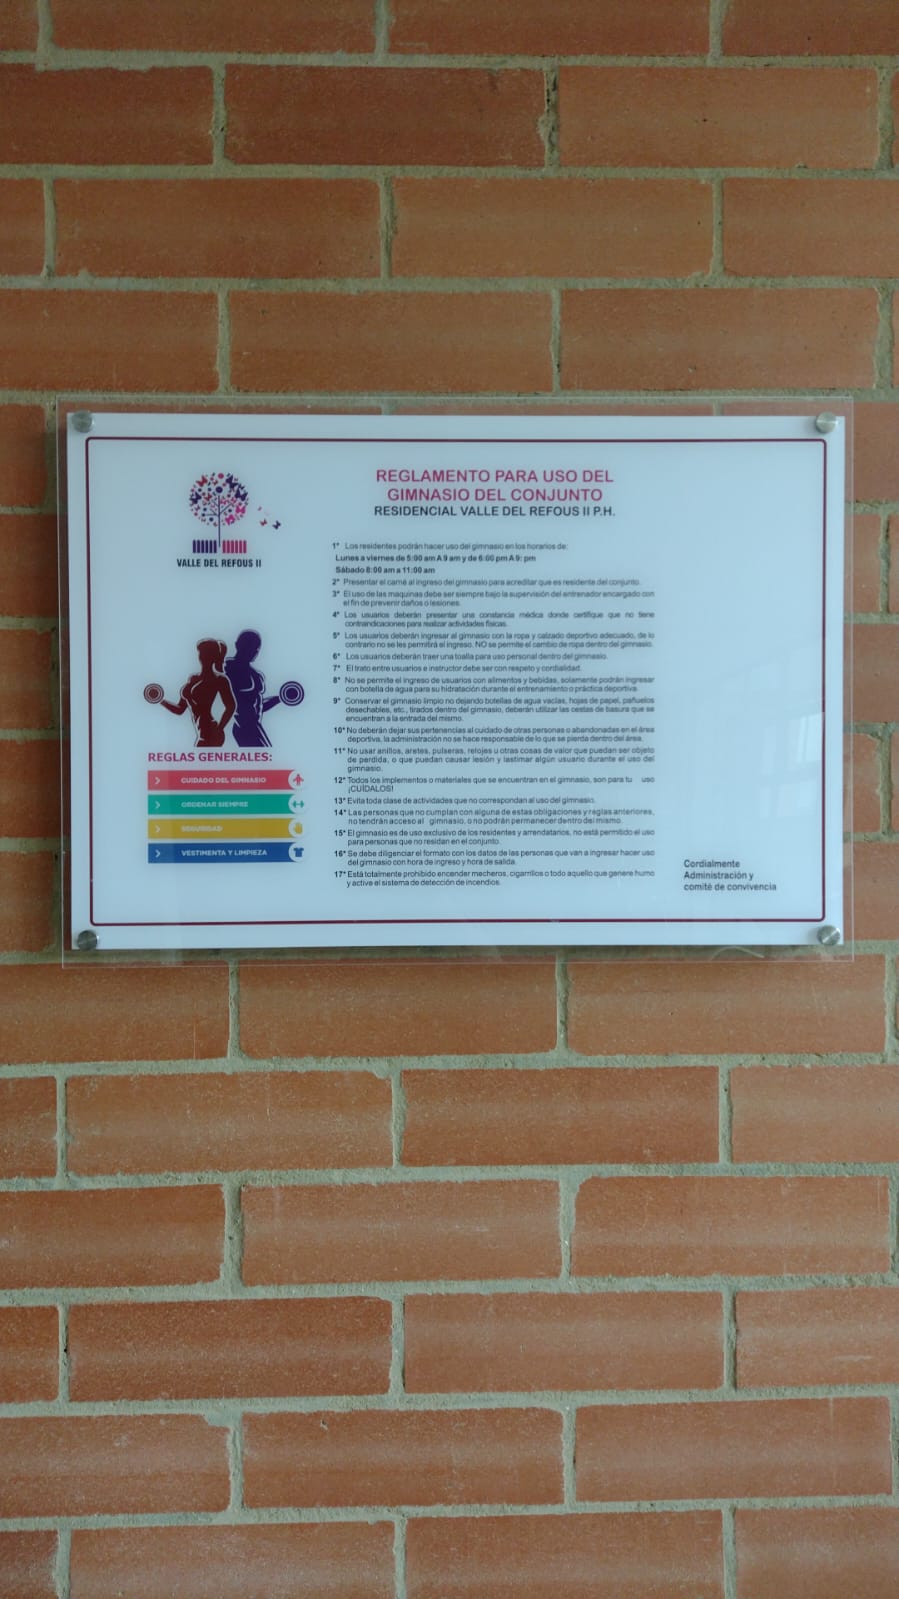 VALLE DEL REFOUS II
REGLAS GENERALES:
CUIDADO DEL GIMNASIO
ORDENAR SIEMPRE
SEGURIDAD
VESTIMENTA Y LIMPIEZA
REGLAMENTO PARA USO DEL
GIMNASIO DEL CONJUNTO
RESIDENCIAL VALLE DEL REFOUS II P.H.
1° Los residentes podrán hacer uso del gimnasio en los horarios de:
Lunes a viernes de 5:00 am A 9 am y de 6:00 pm A 9: pm
Sábado 8:00 am a 11:00 am
2° Presentar el carné al ingreso del gimnasio para acreditar que es residente del conjunto.
3° El uso de las maquinas debe ser siempre bajo la supervisión del entrenador encargado con
el fin de prevenir daños o lesiones.
4° Los usuarios deberán presentar una constancia médica donde certifique que no tiene
contraindicaciones para realizar actividades físicas.
5° Los usuarios deberán ingresar al gimnasio con la ropa y calzado deportivo adecuado, de lo
contrario no se les permitirá el ingreso. NO se permite el cambio de ropa dentro del gimnasio.
6° Los usuarios deberán traer una toalla para uso personal dentro del gimnasio.
7° El trato entre usuarios e instructor debe ser con respeto y cordialidad.
8° No se permite el ingreso de usuarios con alimentos y bebidas, solamente podrán ingresar
con botella de agua para su hidratación durante el entrenamiento o práctica deportiva.
9° Conservar el gimnasio limpio no dejando botellas de agua vacías, hojas de papel, pañuelos
desechables, etc., tirados dentro del gimnasio, deberán utilizar las cestas de basura que se
encuentran a la entrada del mismo.
10° No deberán dejar sus pertenencias al cuidado de otras personas o abandonadas en el área
deportiva, la administración no se hace responsable de lo que se pierda dentro del área.
11° No usar anillos, aretes, pulseras, relojes u otras cosas de valor que puedan ser objeto
de perdida, o que puedan causar lesión y lastimar algún usuario durante el uso del
gimnasio.
12° Todos los implementos o materiales que se encuentran en el gimnasio, son para tu uso
¡CUÍDALOS!
13° Evita toda clase de actividades que no correspondan al uso del gimnasio.
14° Las personas que no cumplan con alguna de estas obligaciones y reglas anteriores,
no tendrán acceso al gimnasio, o no podrán permanecer dentro del mismo.
15° El gimnasio es de uso exclusivo de los residentes y arrendatarios, no está permitido el uso
para personas que no residan en el conjunto.
16° Se debe diligenciar el formato con los datos de las personas que van a ingresar hacer uso
del gimnasio con hora de ingreso y hora de salida.
17° Está totalmente prohibido encender mecheros, cigarrillos o todo aquello que genere humo
y active el sistema de detección de incendios.
Cordialmente
Administración y
comité de convivencia